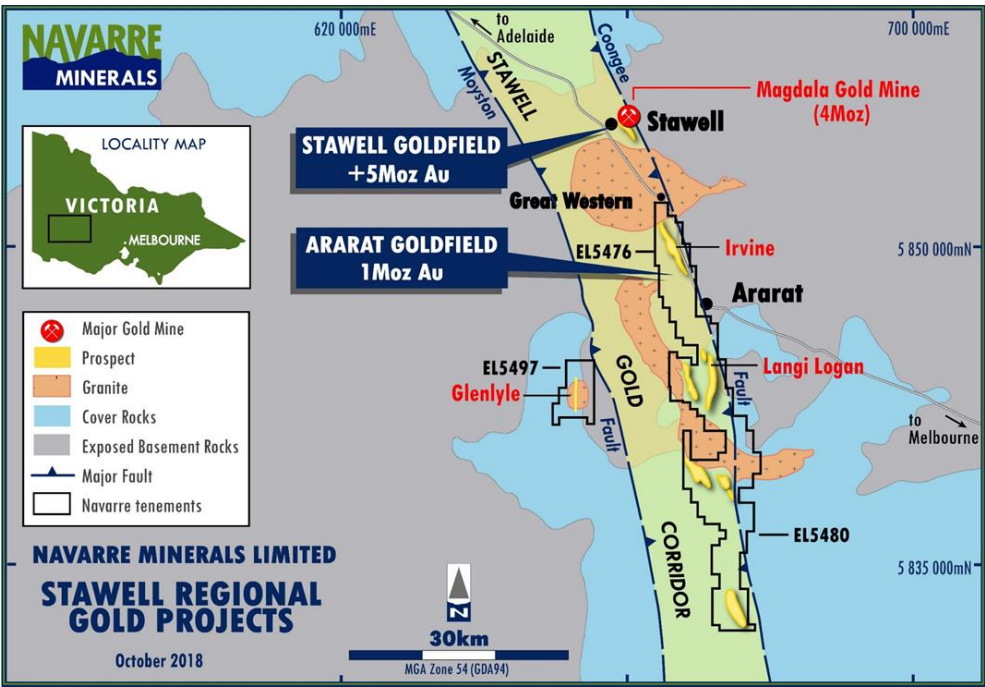 NAVARRE
MINERALS
620 000mE
700 000mE
to
Adelaide
Coongee
STAWELL
Moyston
Magdala Gold Mine
(4Moz)
Stawell
LOCALITY MAP
VICTORIA
MELBOURNE
STAWELL GOLDFIELD
+5Moz Au
Great Western
ARARAT GOLDFIELD
1Moz Au
EL5476
Irvine
5 850 000mN
Ararat
Major Gold Mine
Prospect
Granite
Cover Rocks
Exposed Basement Rocks
Major Fault
Navarre tenements
EL5497
Glenlyle
GOLD
Fault
Langi Logan
Fault
to
Melbourne
CORRIDOR
EL5480
5 835 000mN
NAVARRE MINERALS LIMITED
STAWELL REGIONAL
GOLD PROJECTS
October 2018
N
30km
MGA Zone 54 (GDA94)